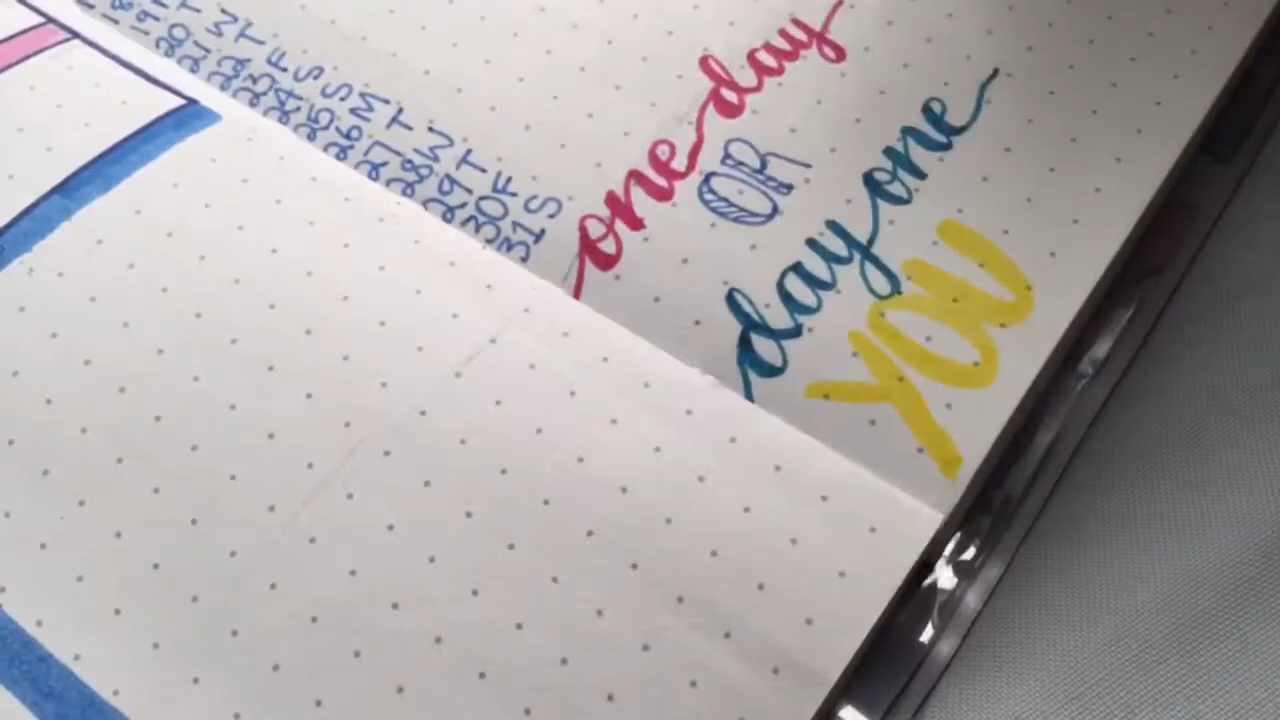 20 T
21 W
22 T
23 F
24 S
25 S
26 M
27 T
28 W
29 T
30 F
31 S
one day
OR
day one
YOU